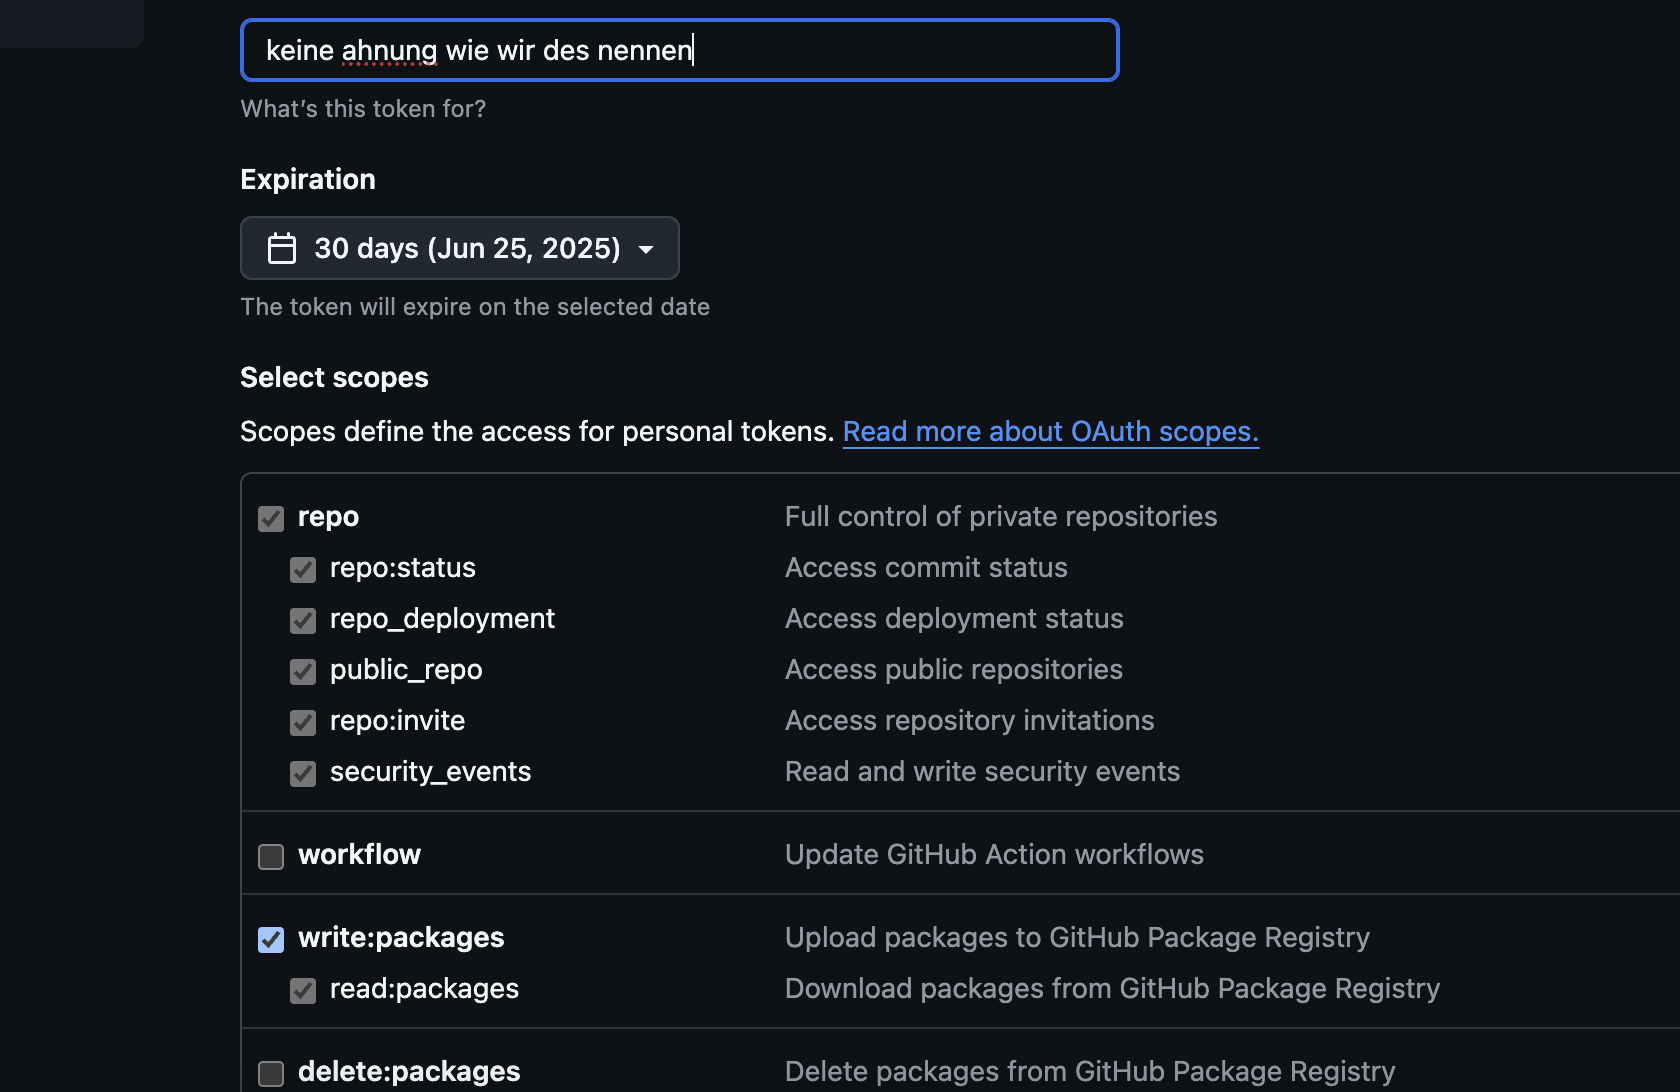 keine ahnung wie wir des nennen
What's this token for?
Expiration
30 days (Jun 25, 2025)
The token will expire on the selected date
Select scopes
Scopes define the access for personal tokens. Read more about OAuth scopes.
repo Full control of private repositories
repo:status Access commit status
repo_deployment Access deployment status
public_repo Access public repositories
repo:invite Access repository invitations
security_events Read and write security events
workflow Update GitHub Action workflows
write:packages Upload packages to GitHub Package Registry
read:packages Download packages from GitHub Package Registry
delete:packages Delete packages from GitHub Package Registry